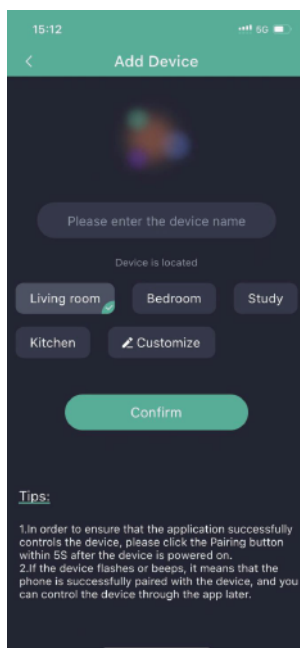 15:12
5G
Add Device
Please enter the device name
Device is located
Living room Bedroom Study
Kitchen Customize
Confirm
Tips:
1.In order to ensure that the application successfully
controls the device, please click the Pairing button
within 5S after the device is powered on.
2.If the device flashes or beeps, it means that the
phone is successfully paired with the device, and you
can control the device through the app later.